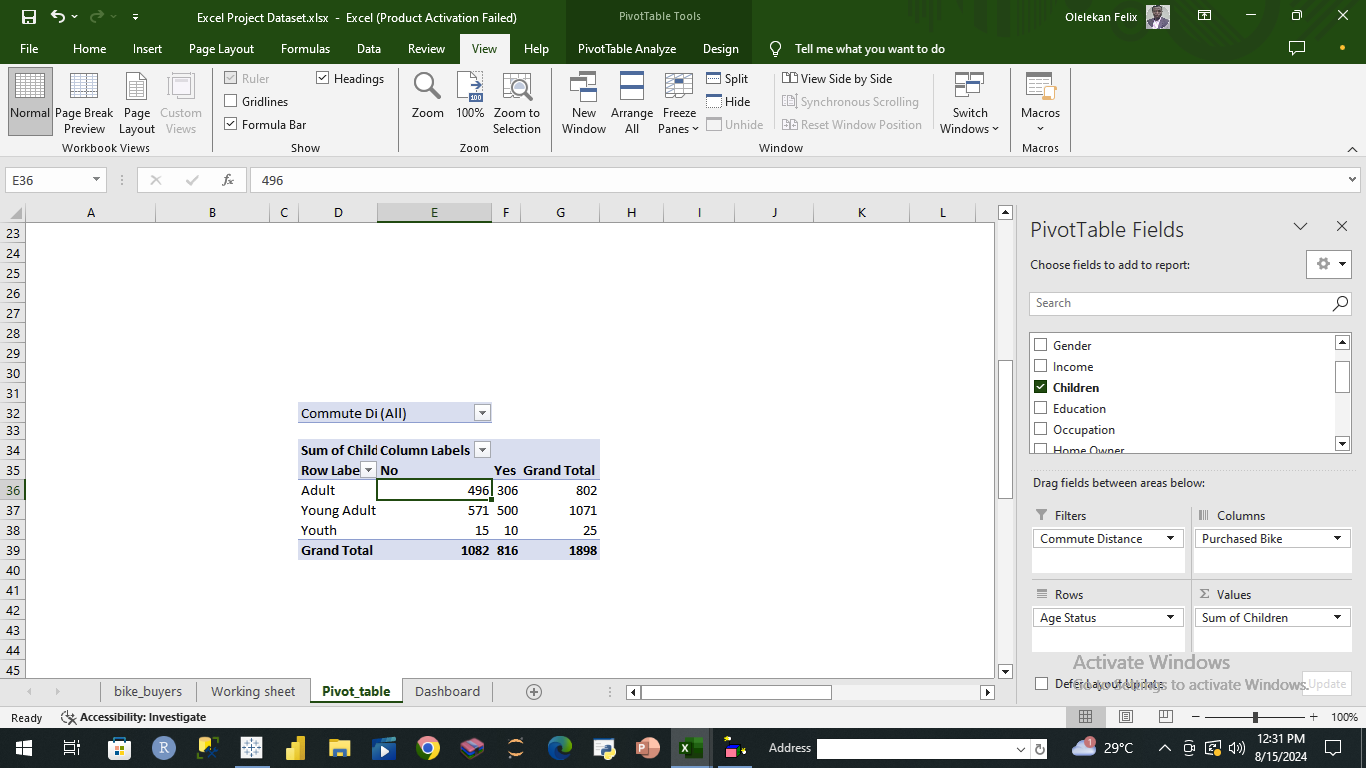 Excel Project Dataset.xlsx - Excel (Product Activation Failed)
PivotTable Tools
Olelekan Felix
File Home Insert Page Layout Formulas Data Review View Help PivotTable Analyze Design Tell me what you want to do
Normal
Page Break Preview
Page Layout
Custom Views
Workbook Views
Ruler
Gridlines
Formula Bar
Headings
Show
Zoom
100
100%
Zoom to Selection
Zoom
New Window
Arrange All
Freeze Panes
Split
Hide
Unhide
View Side by Side
Synchronous Scrolling
Reset Window Position
Switch Windows
Window
Macros
Macros
E36
fx
496
A B C D E F G H I J K L
23
24
25
26
27
28
29
30
31
32 Commute Di (All)
33
34 Sum of Child Column Labels
35 Row Labe No Yes Grand Total
36 Adult 496 306 802
37 Young Adult 571 500 1071
38 Youth 15 10 25
39 Grand Total 1082 816 1898
40
41
42
43
44
45
PivotTable Fields
Choose fields to add to report:
Search
Gender
Income
Children
Education
Occupation
Home Owner
Drag fields between areas below:
Filters
Commute Distance
Columns
Purchased Bike
Rows
Age Status
Values
Sum of Children
Activate Windows
Go to Settings to activate Windows.
Defer Layout Update
Update
bike_buyers Working sheet Pivot_table Dashboard
Ready
Accessibility: Investigate
100%
Address
1
29°C
12:31 PM
8/15/2024